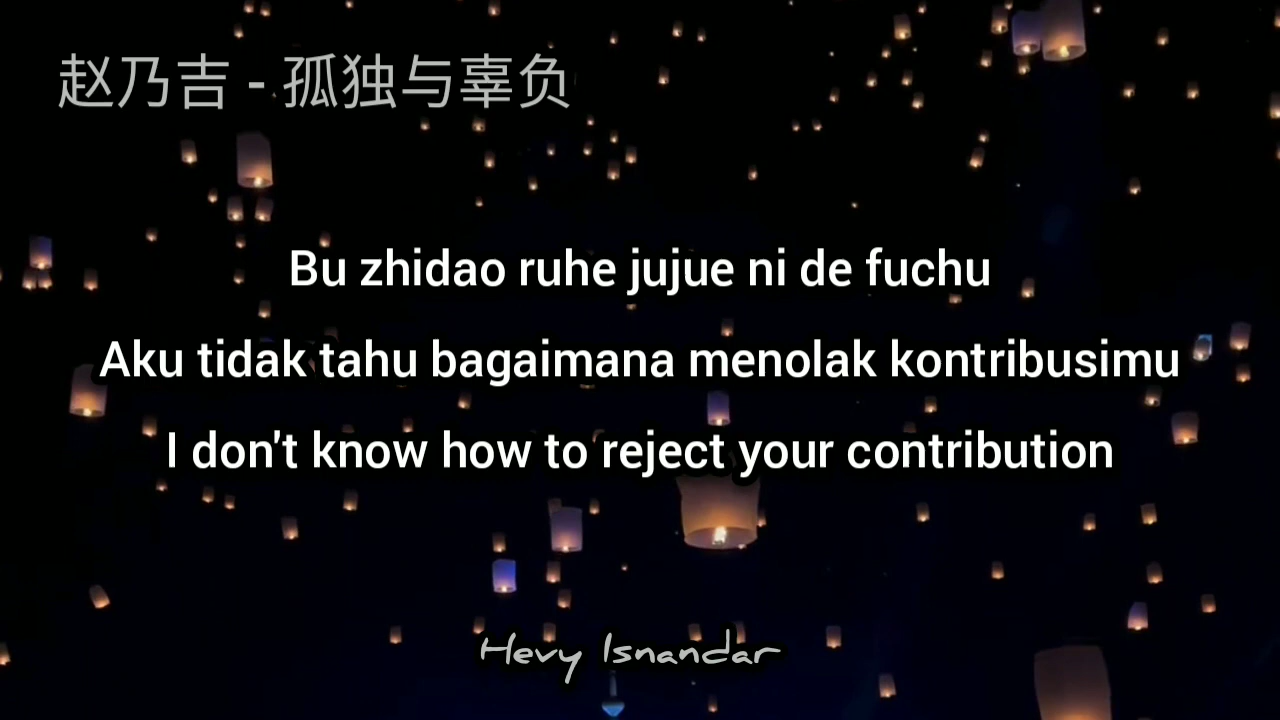 赵乃吉 - 孤独与辜负
Bu zhidao ruhe jujue ni de fuchu
Aku tidak tahu bagaimana menolak kontribusimu
I don't know how to reject your contribution
Hevy Isnandar